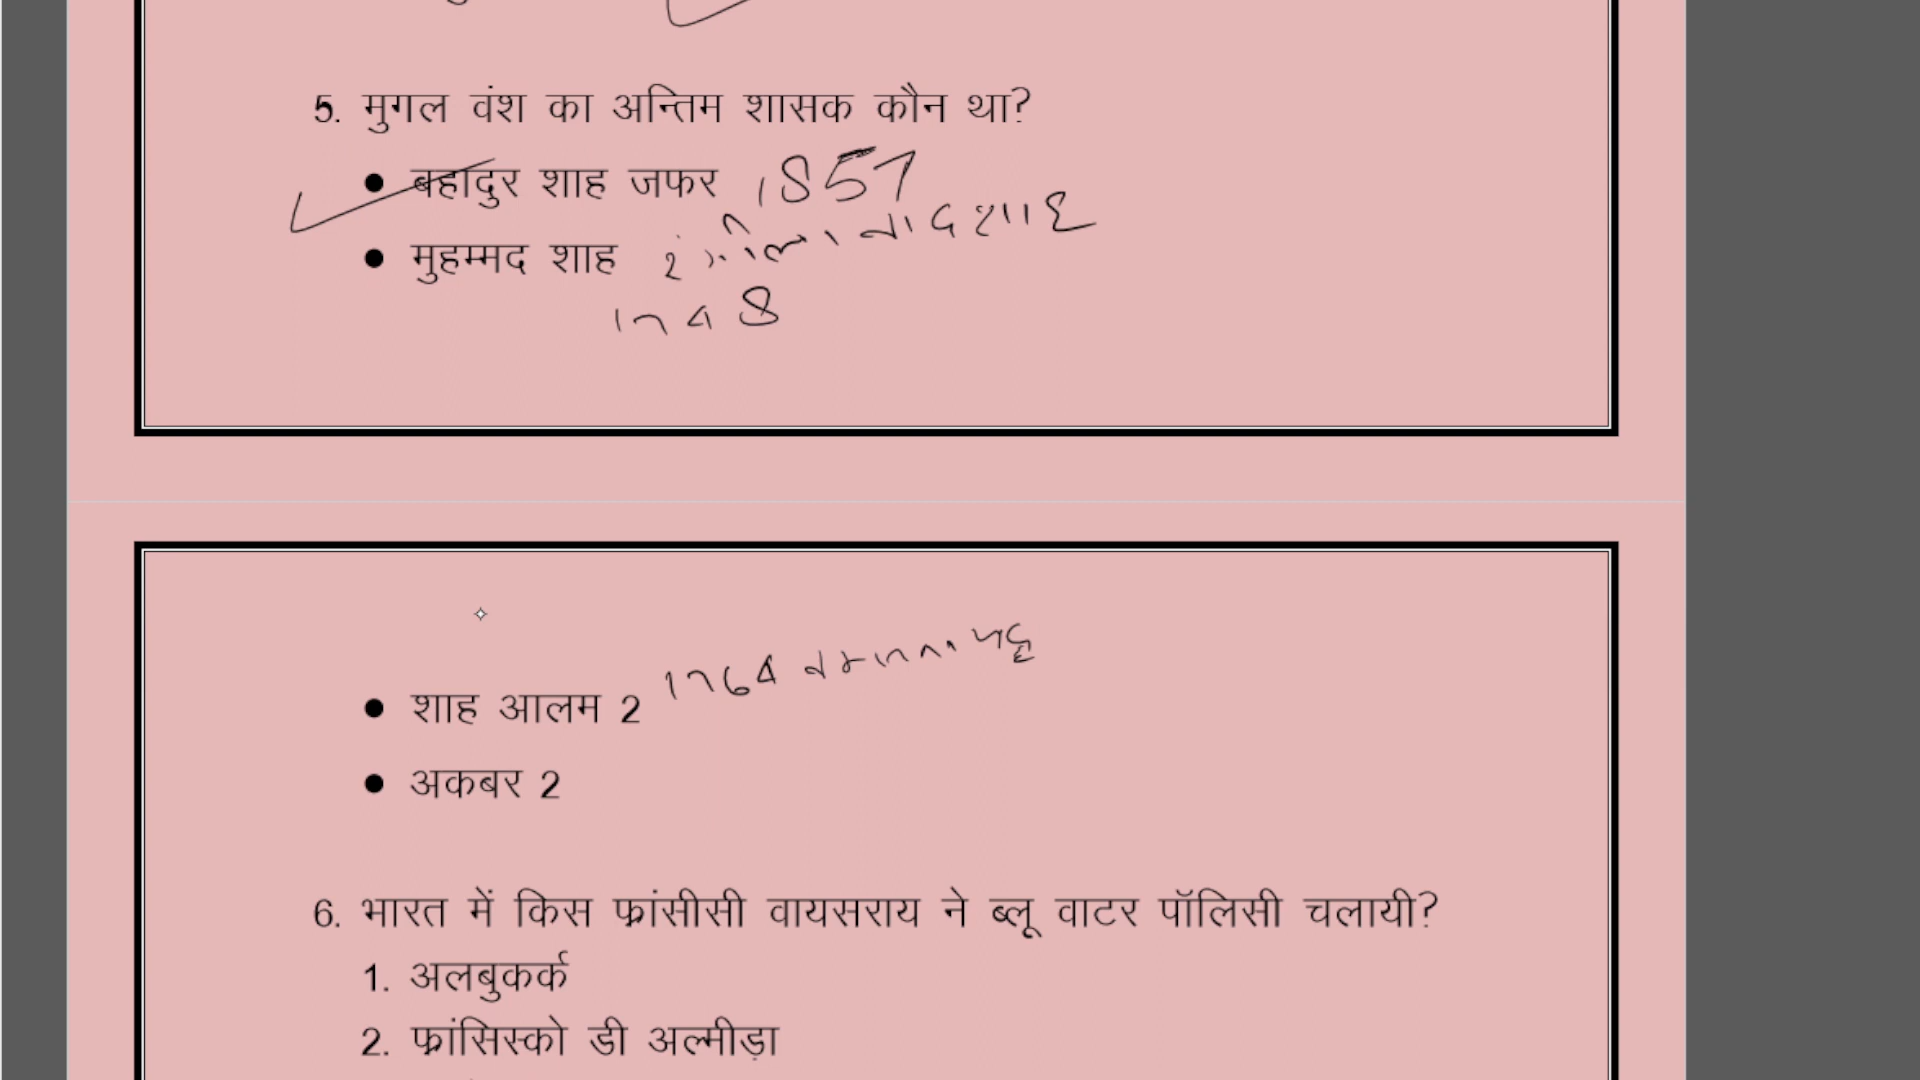 5. मुगल वंश का अन्तिम शासक कौन था?
● बहादुर शाह जफर 1857
● मुहम्मद शाह रंगीला बादशाह
1748
● शाह आलम 2 1764
● अकबर 2
6. भारत में किस फ्रांसीसी वायसराय ने ब्लू वाटर पॉलिसी चलायी?
1. अलबुकर्क
2. फ्रांसिस्को डी अल्मीड़ा